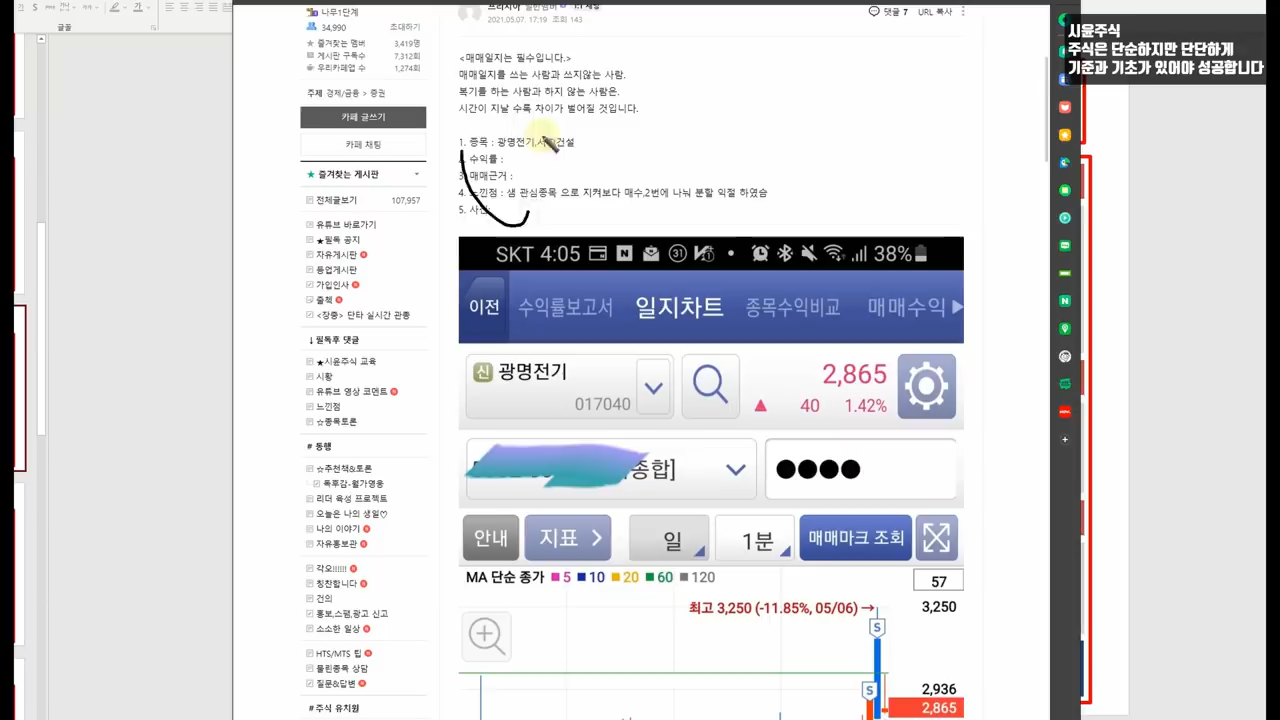 나무1단계
34,990
초대하기
즐겨찾는 멤버 3,419명
게시판 구독수 7,312회
우리카페앱 수 1,274회
주제 경제/금융 > 증권
카페 글쓰기
카페 채팅
★ 즐겨찾는 게시판
전체글보기 107,957
유튜브 바로가기
★필독 공지
자유게시판
등업게시판
가입인사
출첵
<장중> 단타 실시간 관종
↓필독후 댓글
★시윤주식 교육
시황
유튜브 영상 코멘트
느낀점
☆종목토론
# 동행
☆추천책&토론
독후감-월가영웅
리더 육성 프로젝트
오늘은 나의 생일♡
나의 이야기
자유홍보관
각오!!!!!!
칭찬합니다
건의
홍보,스팸,광고 신고
소소한 일상
HTS/MTS 팁
물린종목 상담
질문&답변
# 주식 유치원
2021.05.07. 17:19 조회 143
댓글 7 URL 복사
<매매일지는 필수입니다.>
매매일지를 쓰는 사람과 쓰지않는 사람.
복기를 하는 사람과 하지 않는 사람은.
시간이 지날 수록 차이가 벌어질 것입니다.
1. 종목 : 광명전기,
건설
수익률 :
3. 매매근거 :
4. 느낀점 : 샘 관심종목 으로 지켜보다 매수,2번에 나눠 분할 익절 하였슴
5. 사진
SKT 4:05 31 38%
이전 수익률보고서 일지차트 종목수익비교 매매수익
신 광명전기
017040
2,865
▲ 40 1.42%
종합]
안내 지표 일 1분 매매마크 조회
MA 단순 종가 5 10 20 60 120
57
최고 3,250 (-11.85%, 05/06) →
3,250
S
S
2,936
2,865
시윤주식
주식은 단순하지만 단단하게
기준과 기초가 있어야 성공합니다
글꼴